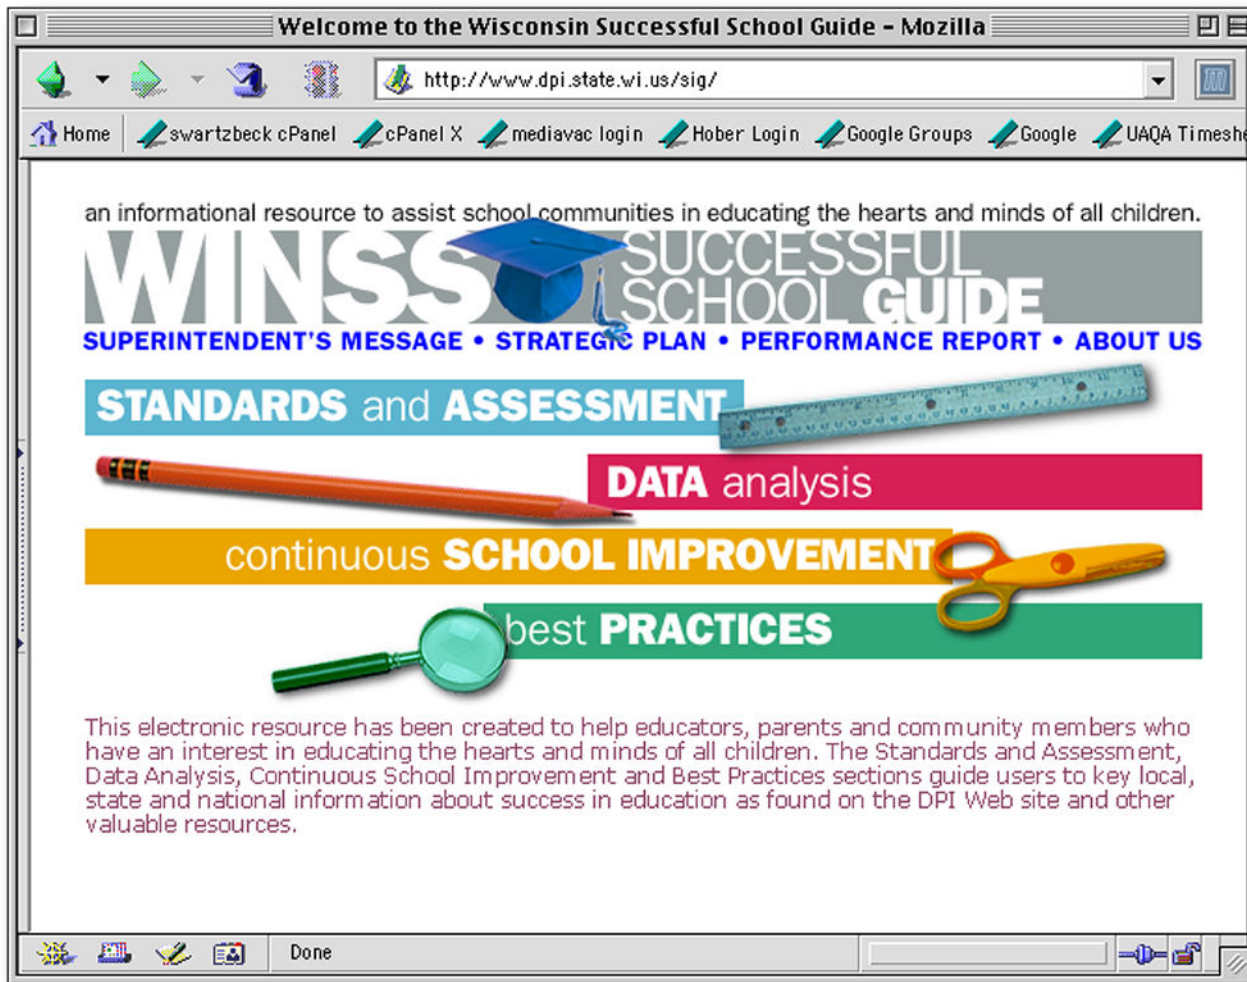 Welcome to the Wisconsin Successful School Guide - Mozilla
http://www.dpi.state.wi.us/sig/
Home swartzbeck cPanel cPanel X mediavac login Hober Login Google Groups Google UAQA Timeshe
an informational resource to assist school communities in educating the hearts and minds of all children.
WINSS SUCCESSFUL
SCHOOL GUIDE
SUPERINTENDENT'S MESSAGE • STRATEGIC PLAN • PERFORMANCE REPORT • ABOUT US
STANDARDS and ASSESSMENT
DATA analysis
continuous SCHOOL IMPROVEMENT
best PRACTICES
This electronic resource has been created to help educators, parents and community members who
have an interest in educating the hearts and minds of all children. The Standards and Assessment,
Data Analysis, Continuous School Improvement and Best Practices sections guide users to key local,
state and national information about success in education as found on the DPI Web site and other
valuable resources.
Done